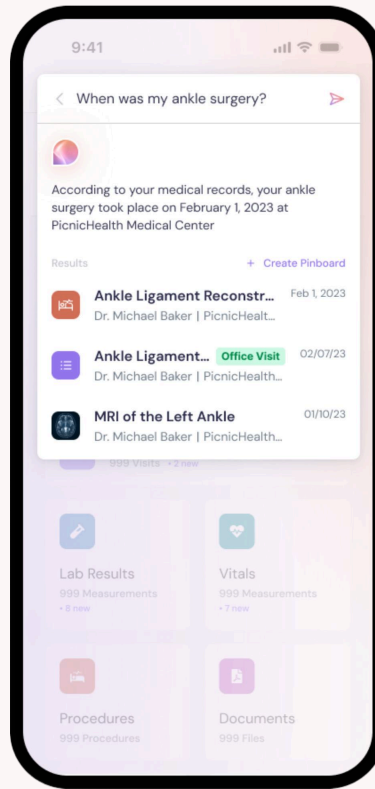 9:41
When was my ankle surgery?
According to your medical records, your ankle
surgery took place on February 1, 2023 at
PicnicHealth Medical Center
Results + Create Pinboard
Ankle Ligament Reconstr... Feb 1, 2023
Dr. Michael Baker | PicnicHealt...
Ankle Ligament... Office Visit 02/07/23
Dr. Michael Baker | PicnicHealth...
MRI of the Left Ankle 01/10/23
Dr. Michael Baker | PicnicHealth...
999 Visits • 2 new
Lab Results
999 Measurements
• 8 new
Vitals
999 Measurements
• 7 new
Procedures
999 Procedures
Documents
999 Files